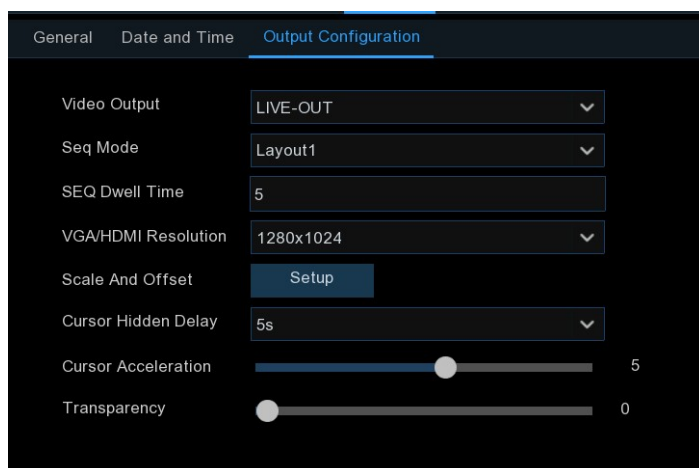 General Date and Time Output Configuration
Video Output LIVE-OUT
Seq Mode Layout1
SEQ Dwell Time 5
VGA/HDMI Resolution 1280x1024
Scale And Offset Setup
Cursor Hidden Delay 5s
Cursor Acceleration 5
Transparency 0